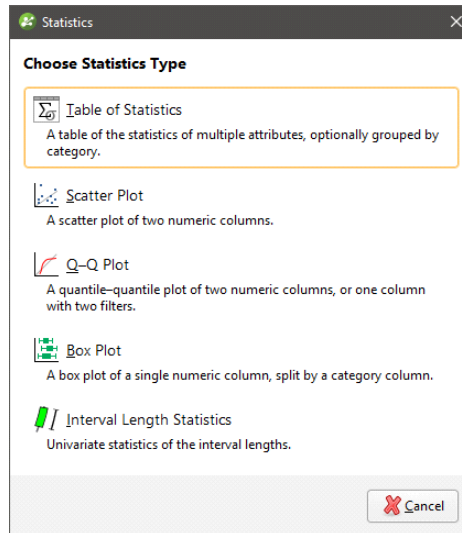 Statistics
Choose Statistics Type
Table of Statistics
A table of the statistics of multiple attributes, optionally grouped by
category.
Scatter Plot
A scatter plot of two numeric columns.
Q–Q Plot
A quantile–quantile plot of two numeric columns, or one column
with two filters.
Box Plot
A box plot of a single numeric column, split by a category column.
Interval Length Statistics
Univariate statistics of the interval lengths.
Cancel